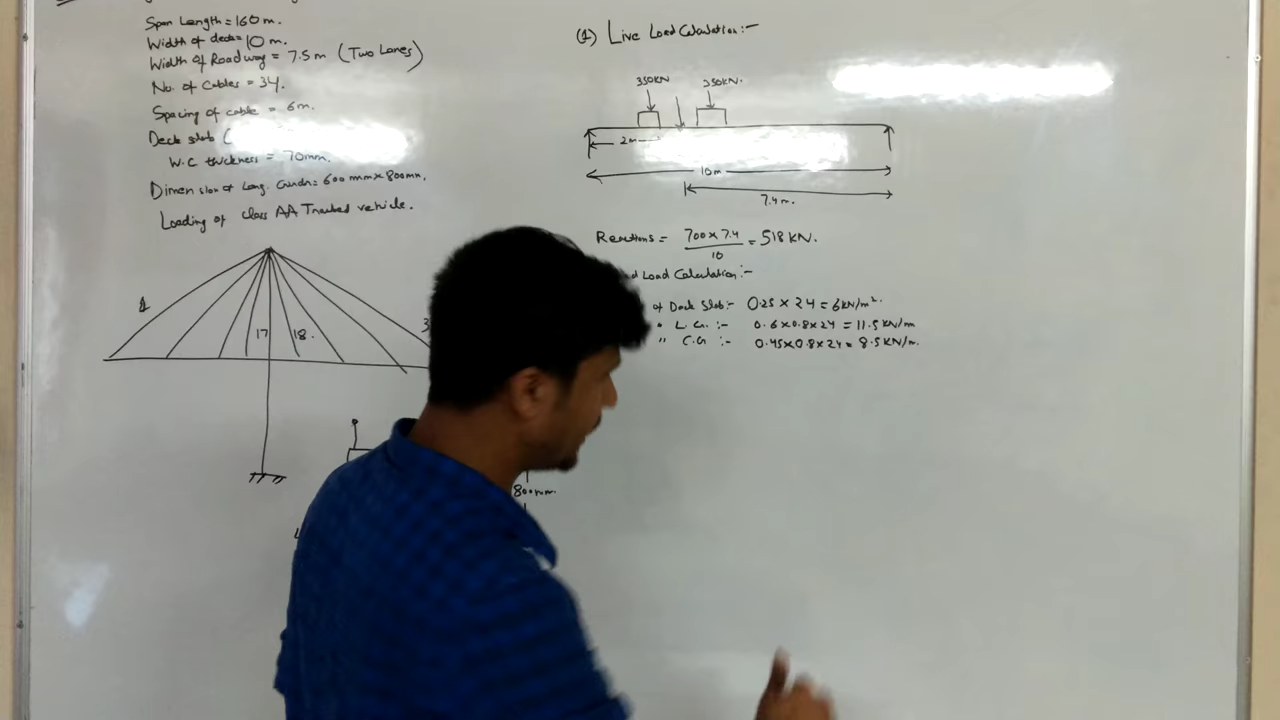 Span Length = 160 m.
Width of deck = 10 m.
Width of Roadway = 7.5 m (Two Lanes)
No. of Cables = 34.
Spacing of cable = 6m.
Deck slab (
W.C thickness = 70mm.
Dimension of Long. Girder = 600 mm × 800mm.
Loading of class AA Tracked vehicle.
1
17
18.
3
800mm.
(1) Live Load Calculation:-
350KN
350KN.
2m
10m
7.4 m.
Reactions = 700 × 7.4 / 10 = 518 KN.
d Load Calculation:-
of Deck Slab:- 0.25 × 24 = 6 KN/m².
" L.G. :- 0.6×0.8×24 = 11.5 KN/m
" C.G :- 0.45×0.8×24 = 8.5 KN/m.